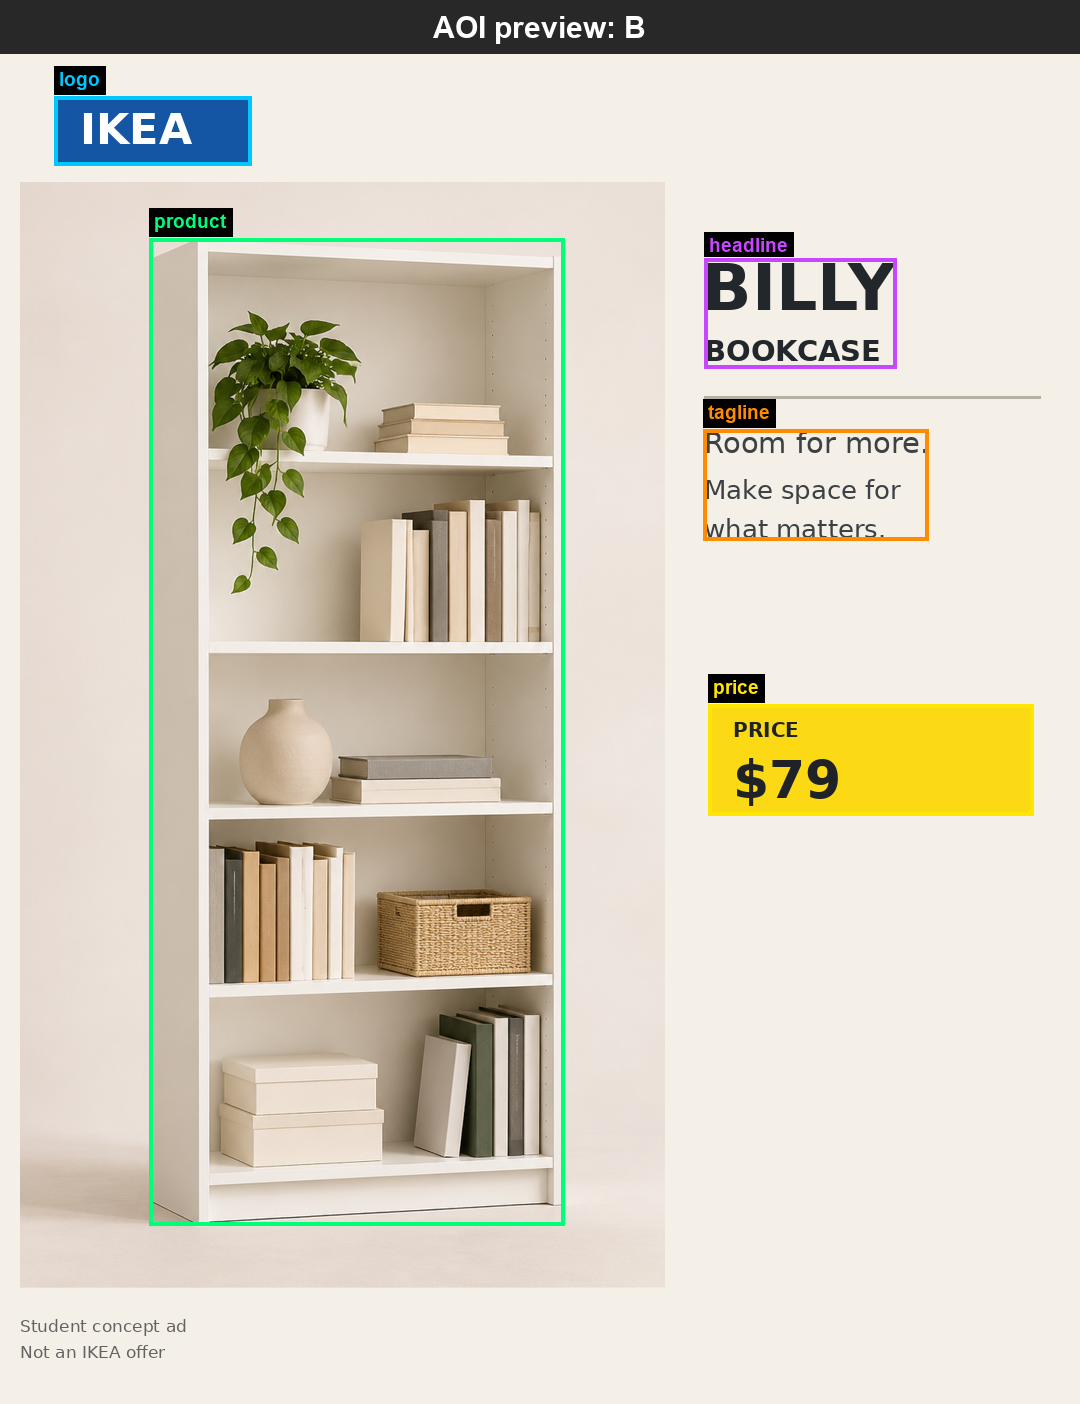 AOI preview: B
logo
IKEA
product
headline
BILLY
BOOKCASE
tagline
Room for more.
Make space for
what matters.
price
PRICE
$79
Student concept ad
Not an IKEA offer